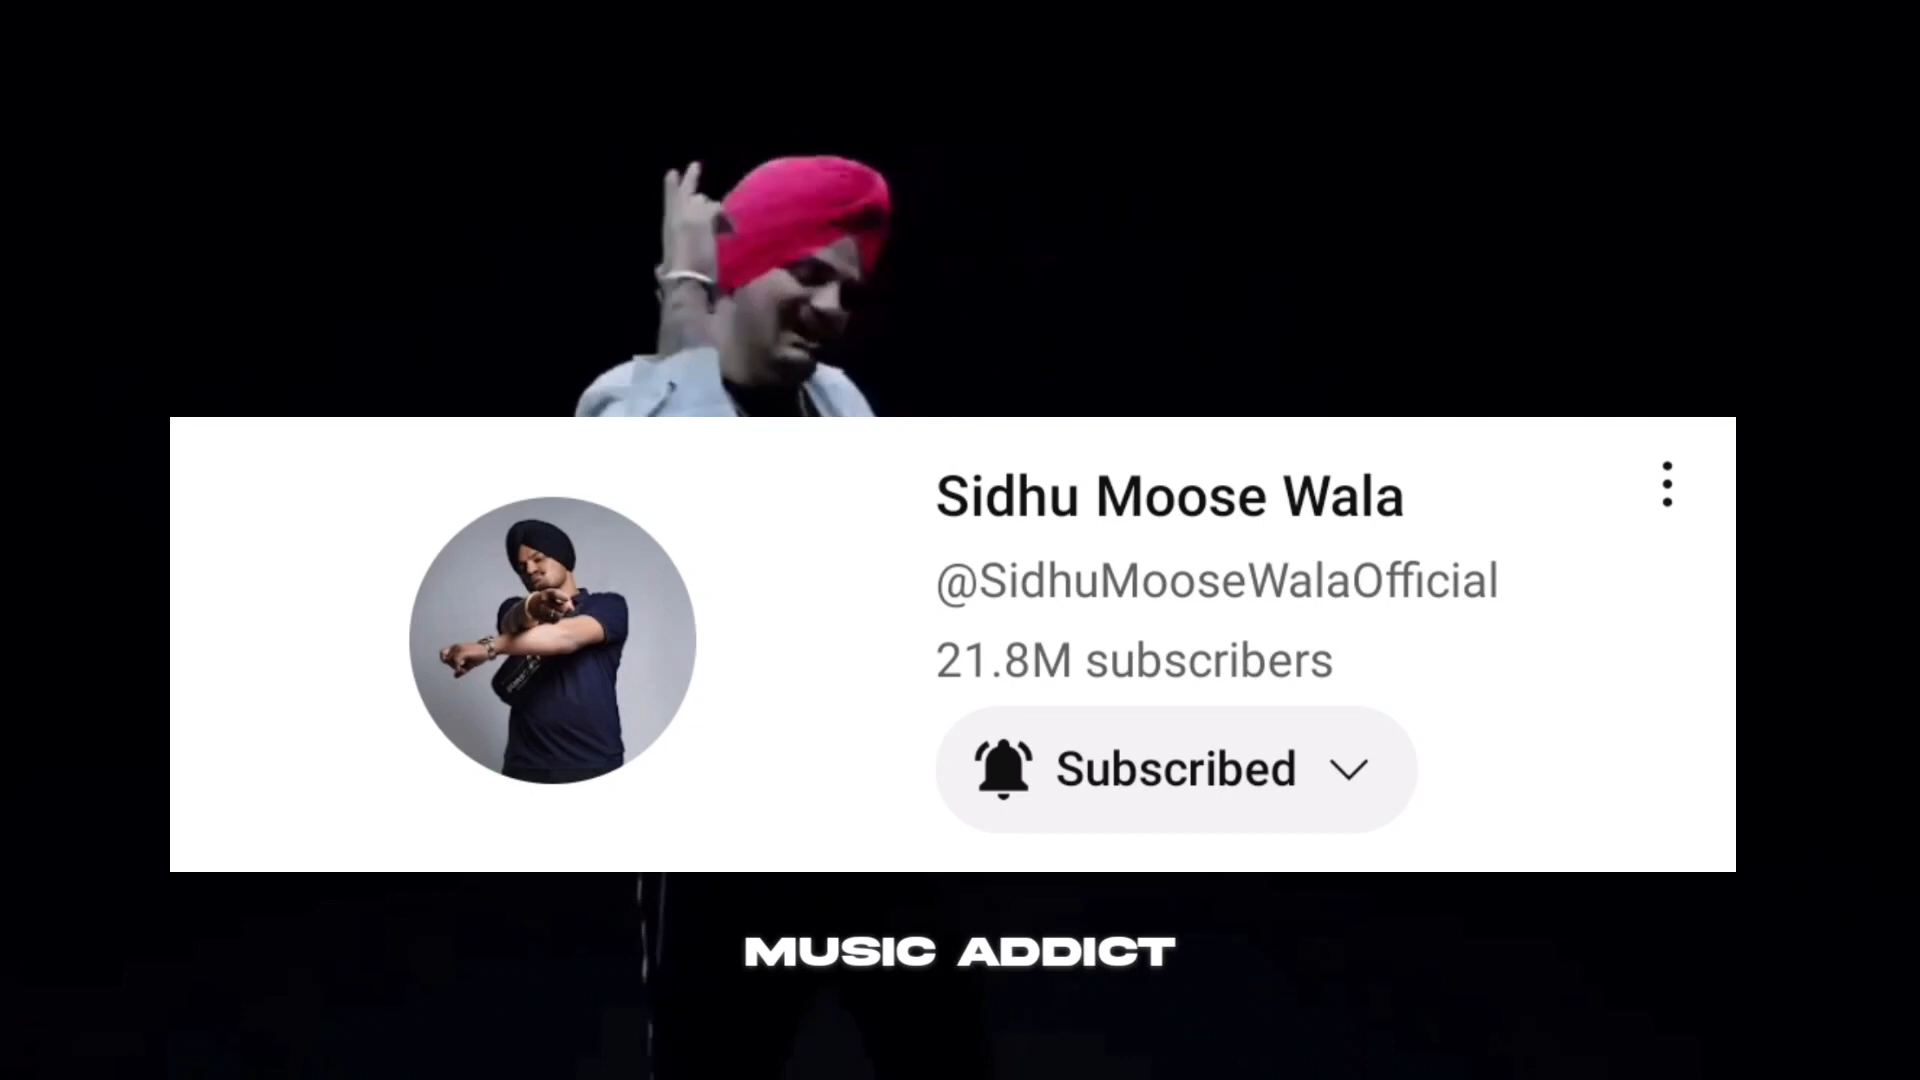 Sidhu Moose Wala
@SidhuMooseWalaOfficial
21.8M subscribers
Subscribed
MUSIC ADDICT